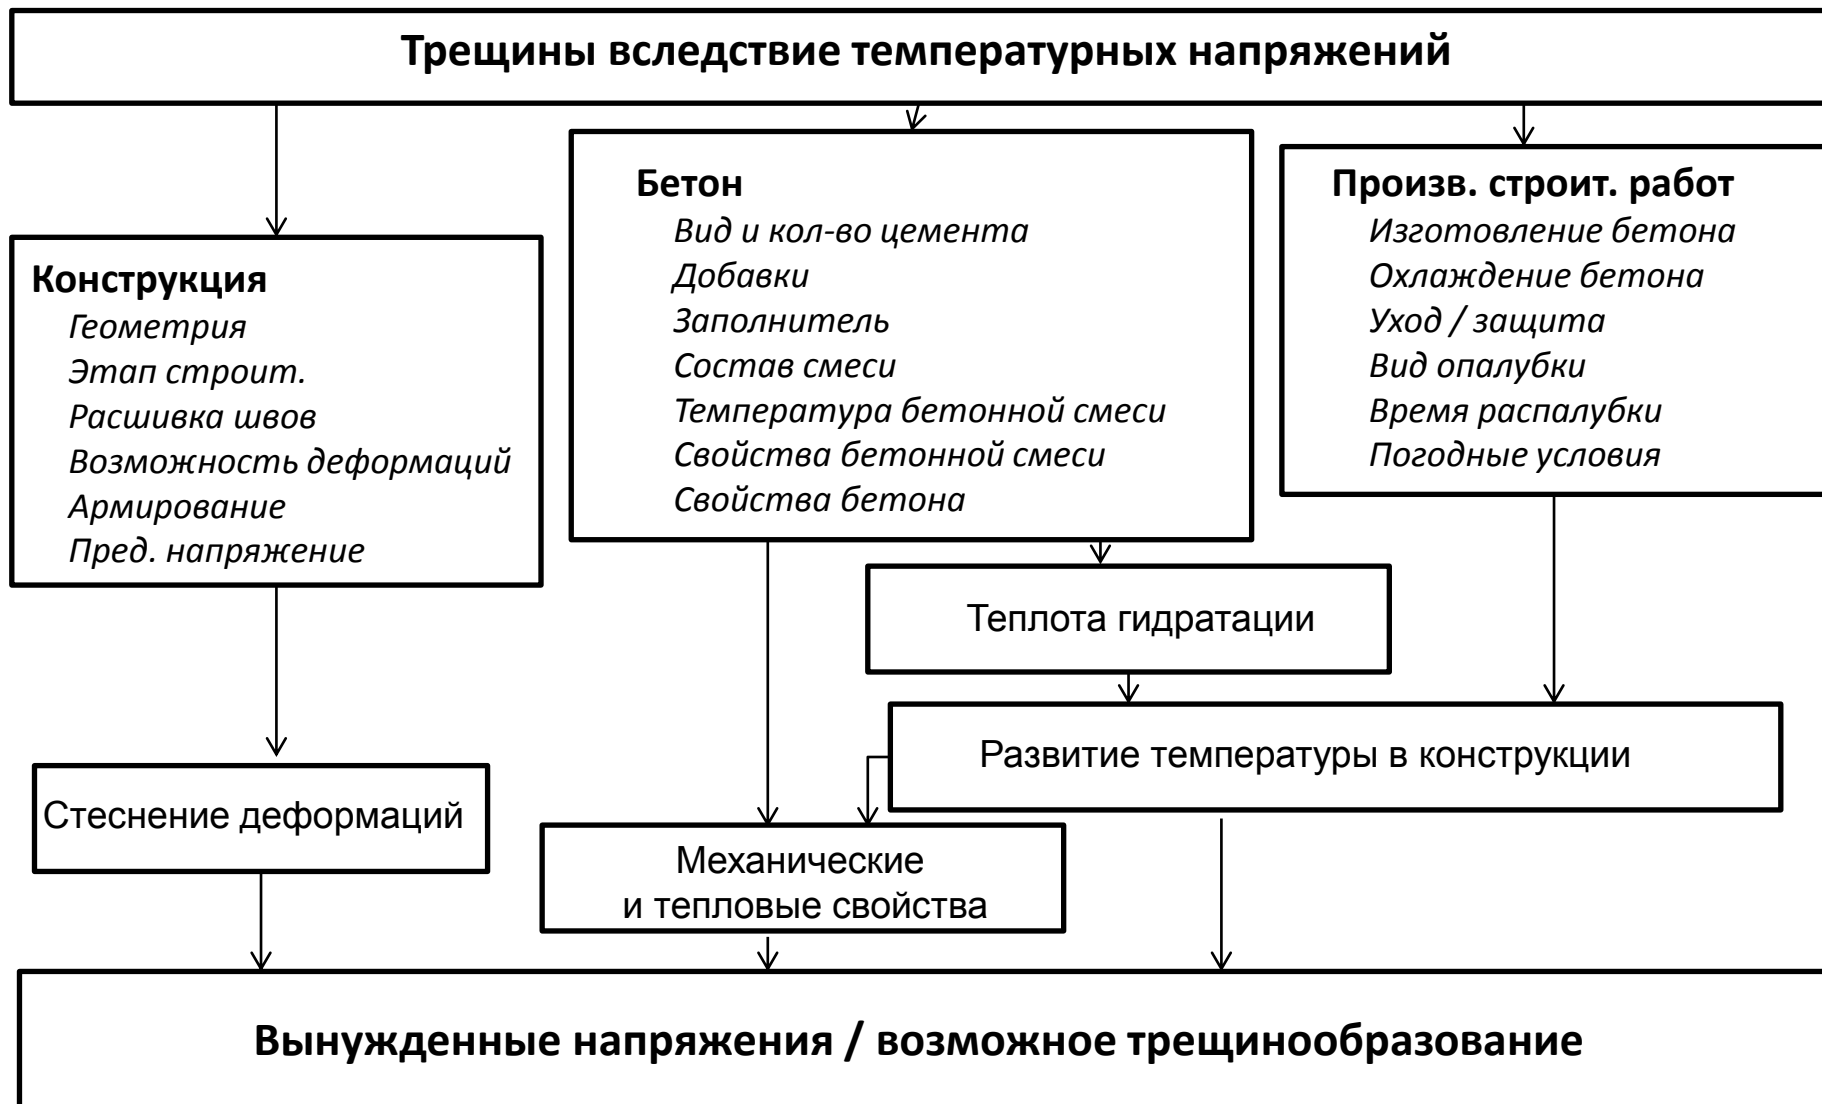 Трещины вследствие температурных напряжений
Конструкция
Геометрия
Этап строит.
Расшивка швов
Возможность деформаций
Армирование
Пред. напряжение
Бетон
Вид и кол-во цемента
Добавки
Заполнитель
Состав смеси
Температура бетонной смеси
Свойства бетонной смеси
Свойства бетона
Произв. строит. работ
Изготовление бетона
Охлаждение бетона
Уход / защита
Вид опалубки
Время распалубки
Погодные условия
Теплота гидратации
Развитие температуры в конструкции
Стеснение деформаций
Механические
и тепловые свойства
Вынужденные напряжения / возможное трещинообразование